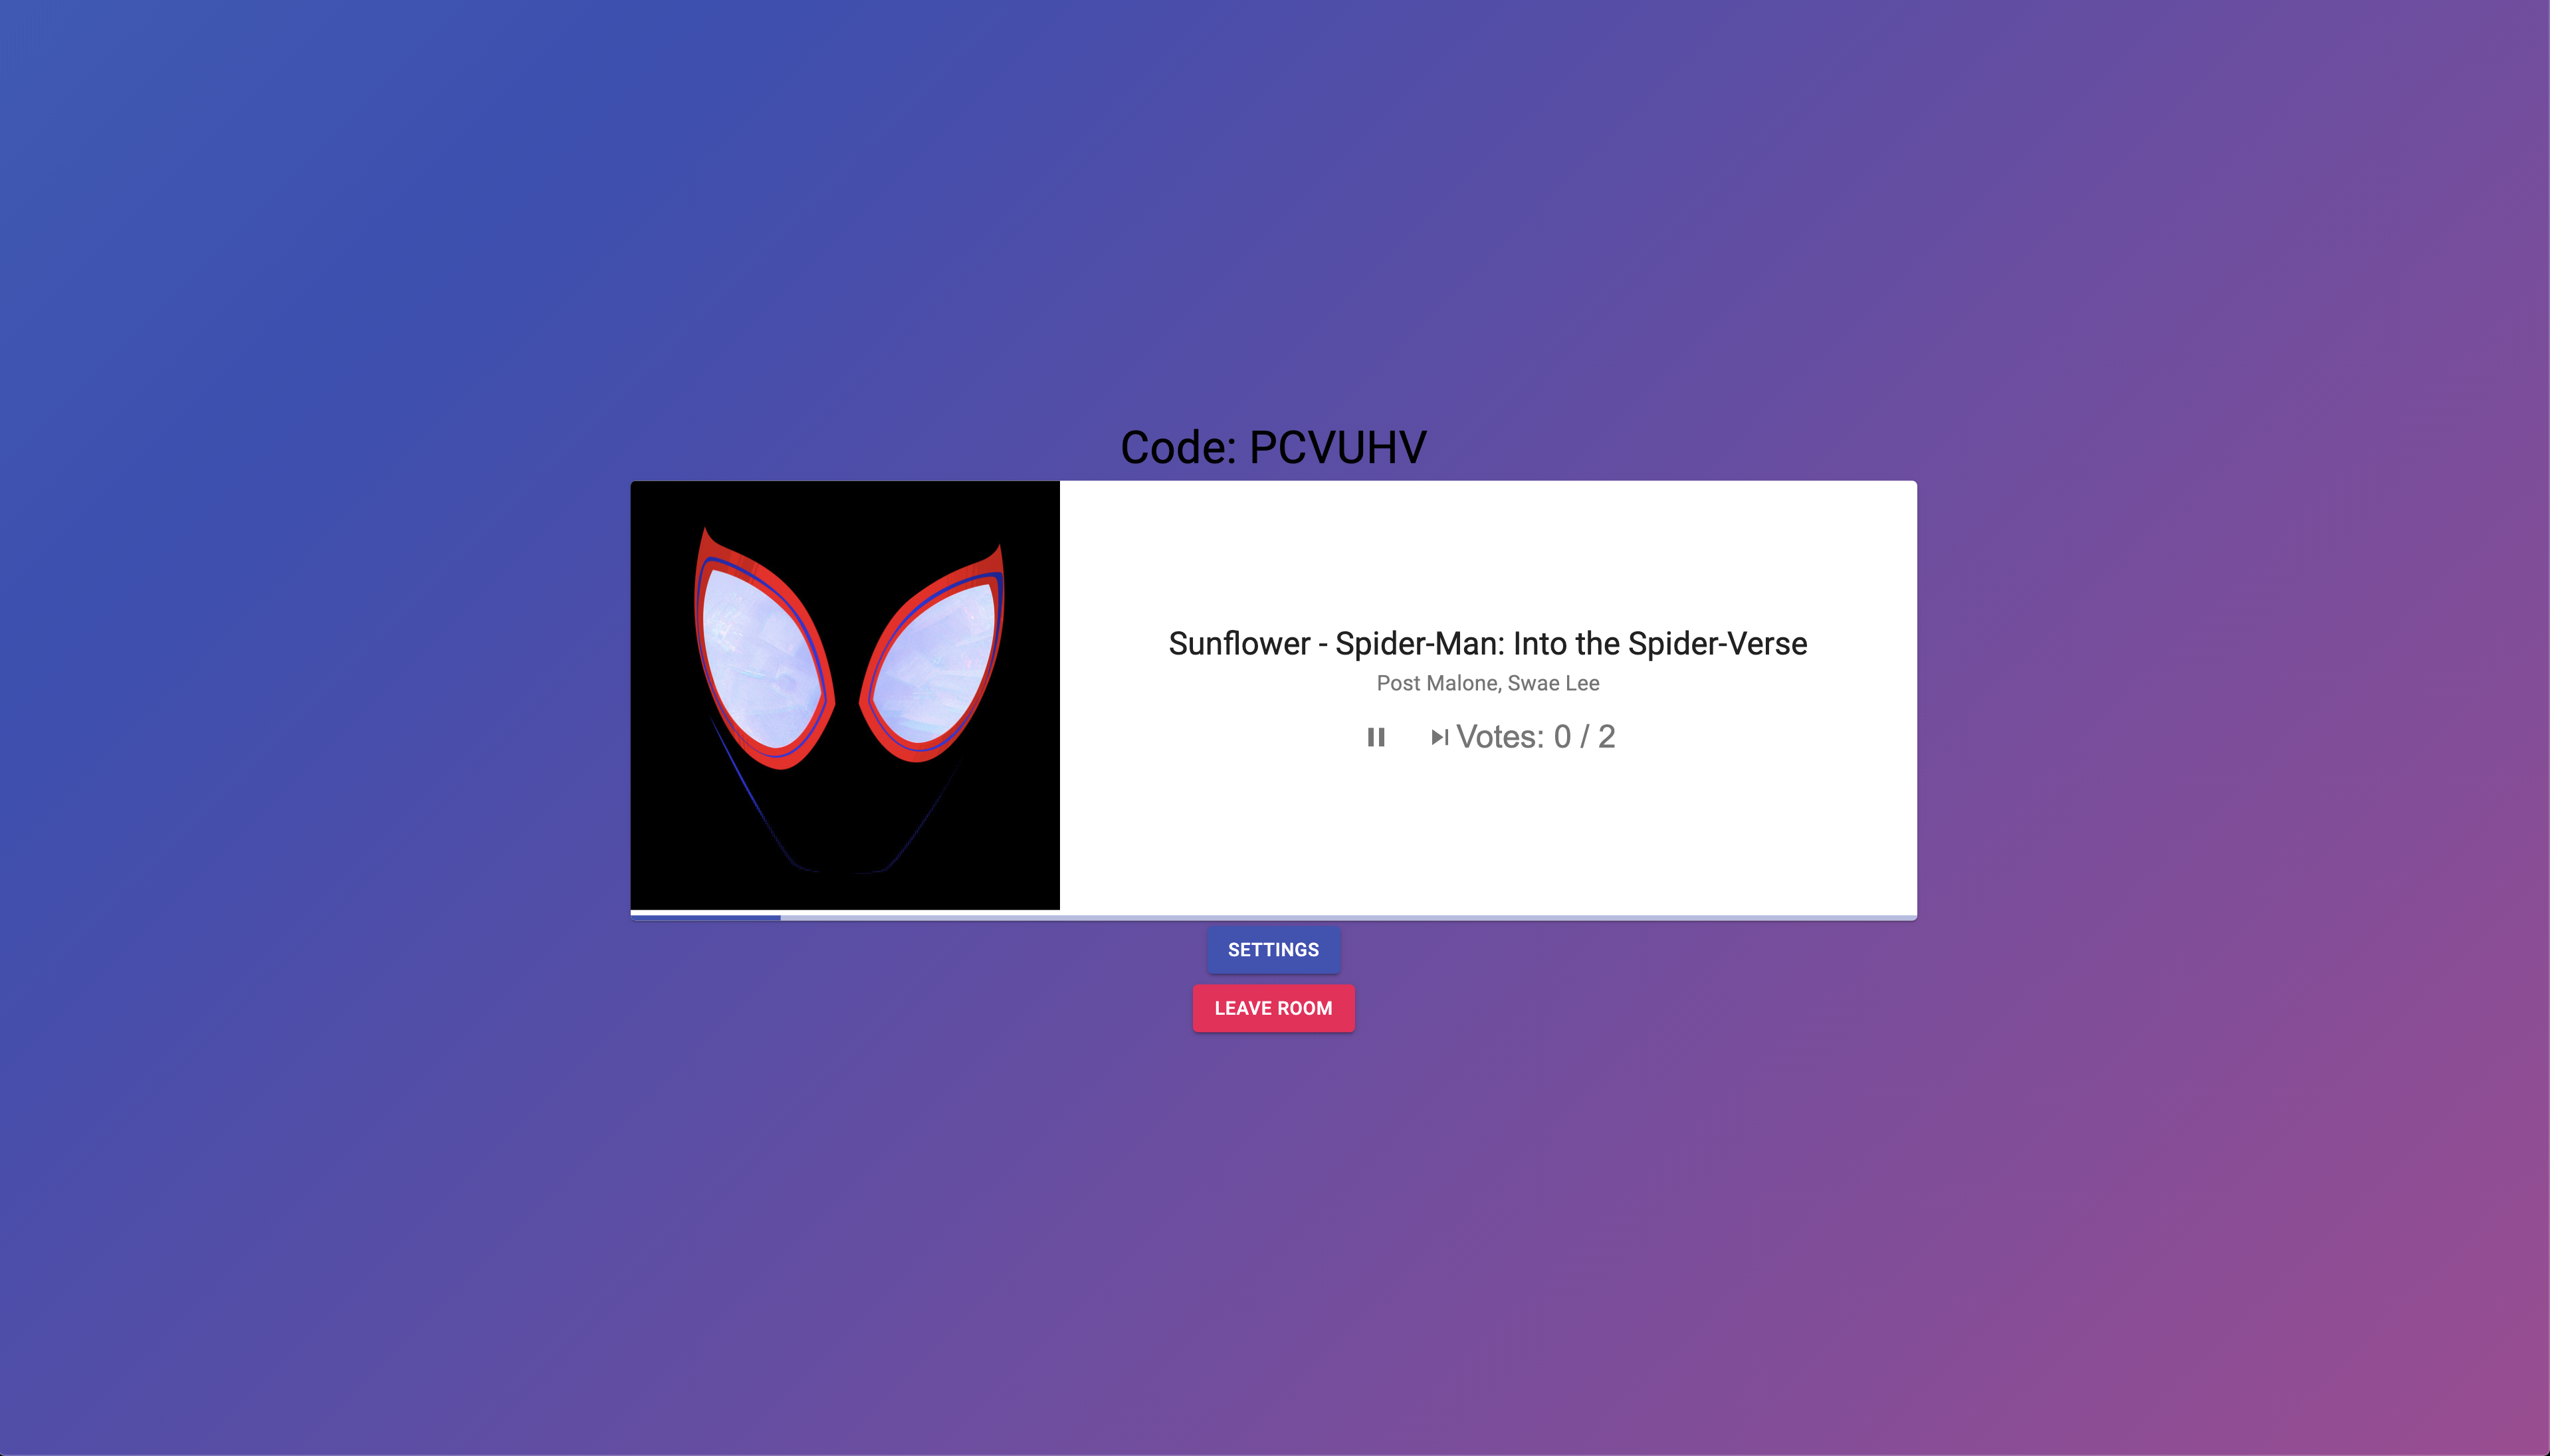 Code: PCVUHV
Sunflower - Spider-Man: Into the Spider-Verse
Post Malone, Swae Lee
Votes: 0 / 2
SETTINGS
LEAVE ROOM